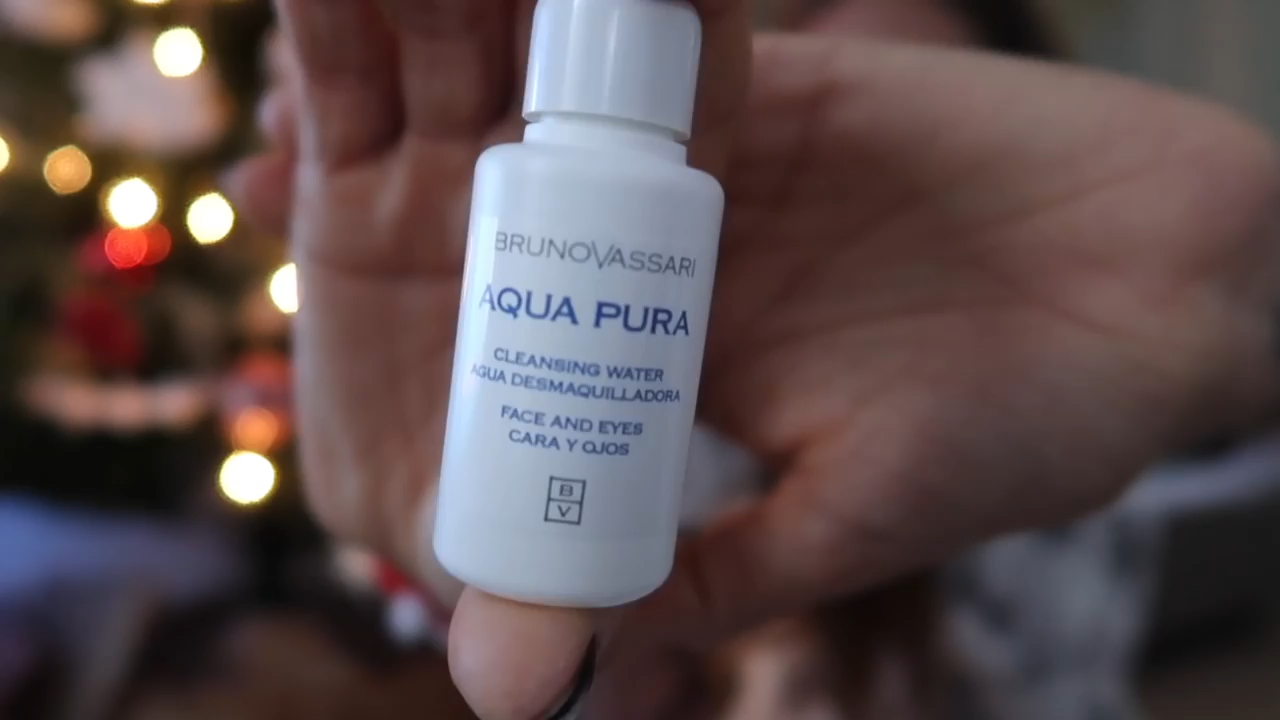 BRUNOVASSARI
AQUA PURA
CLEANSING WATER
AGUA DESMAQUILLADORA
FACE AND EYES
CARA Y OJOS
B
V